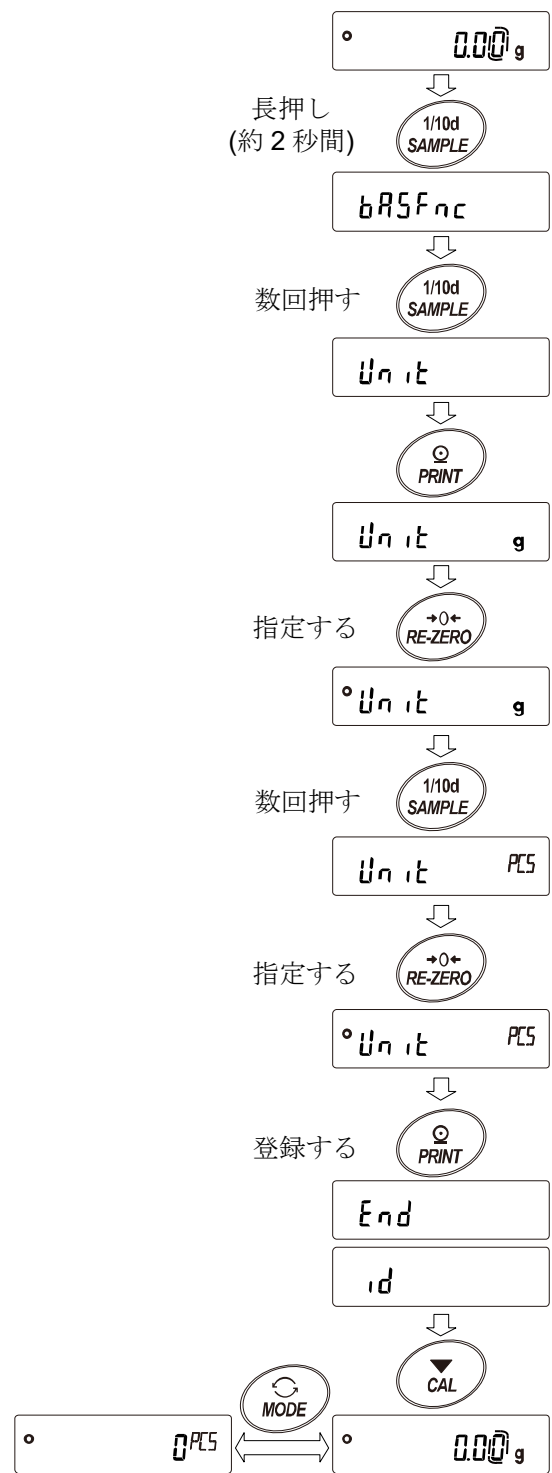 0.00 g
長押し
(約 2 秒間)
1/10d
SAMPLE
bASFnc
数回押す
1/10d
SAMPLE
Unit
PRINT
Unit g
指定する
→0←
RE-ZERO
Unit g
数回押す
1/10d
SAMPLE
Unit PCS
指定する
→0←
RE-ZERO
Unit PCS
登録する
PRINT
End
id
CAL
MODE
0 PCS
0.00 g